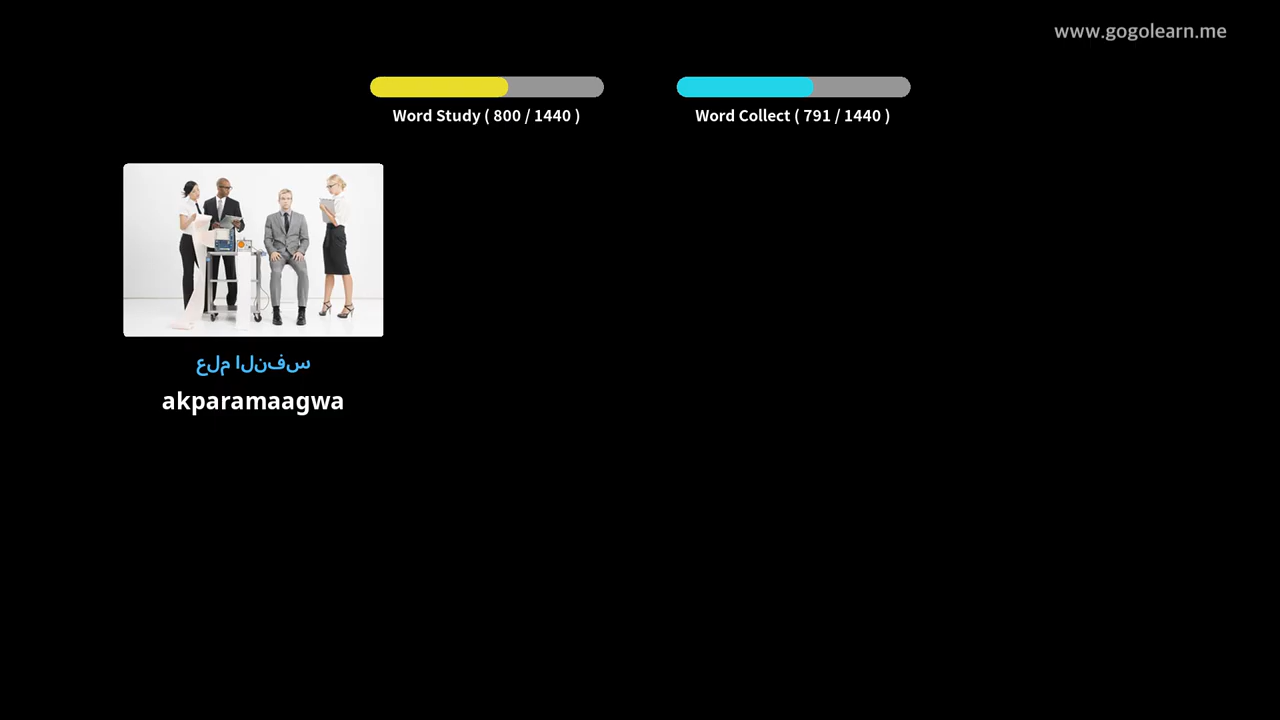 www.gogolearn.me
Word Study ( 800 / 1440 )
Word Collect ( 791 / 1440 )
علم النفس
akparamaagwa